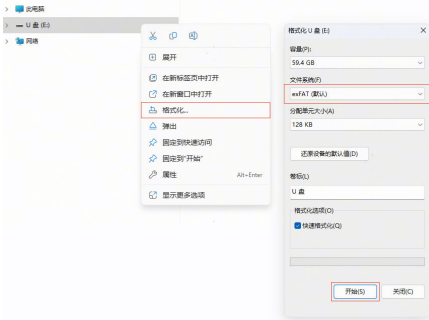 此电脑
U 盘 (E:)
网络
展开
在新标签页中打开
在新窗口中打开
格式化...
弹出
固定到快速访问
固定到"开始"
属性 Alt+Enter
显示更多选项
格式化 U 盘 (E:)
容量(P):
59.4 GB
文件系统(F)
exFAT (默认)
分配单元大小(A)
128 KB
还原设备的默认值(D)
卷标(L)
U 盘
格式化选项(O)
快速格式化(Q)
开始(S) 关闭(C)